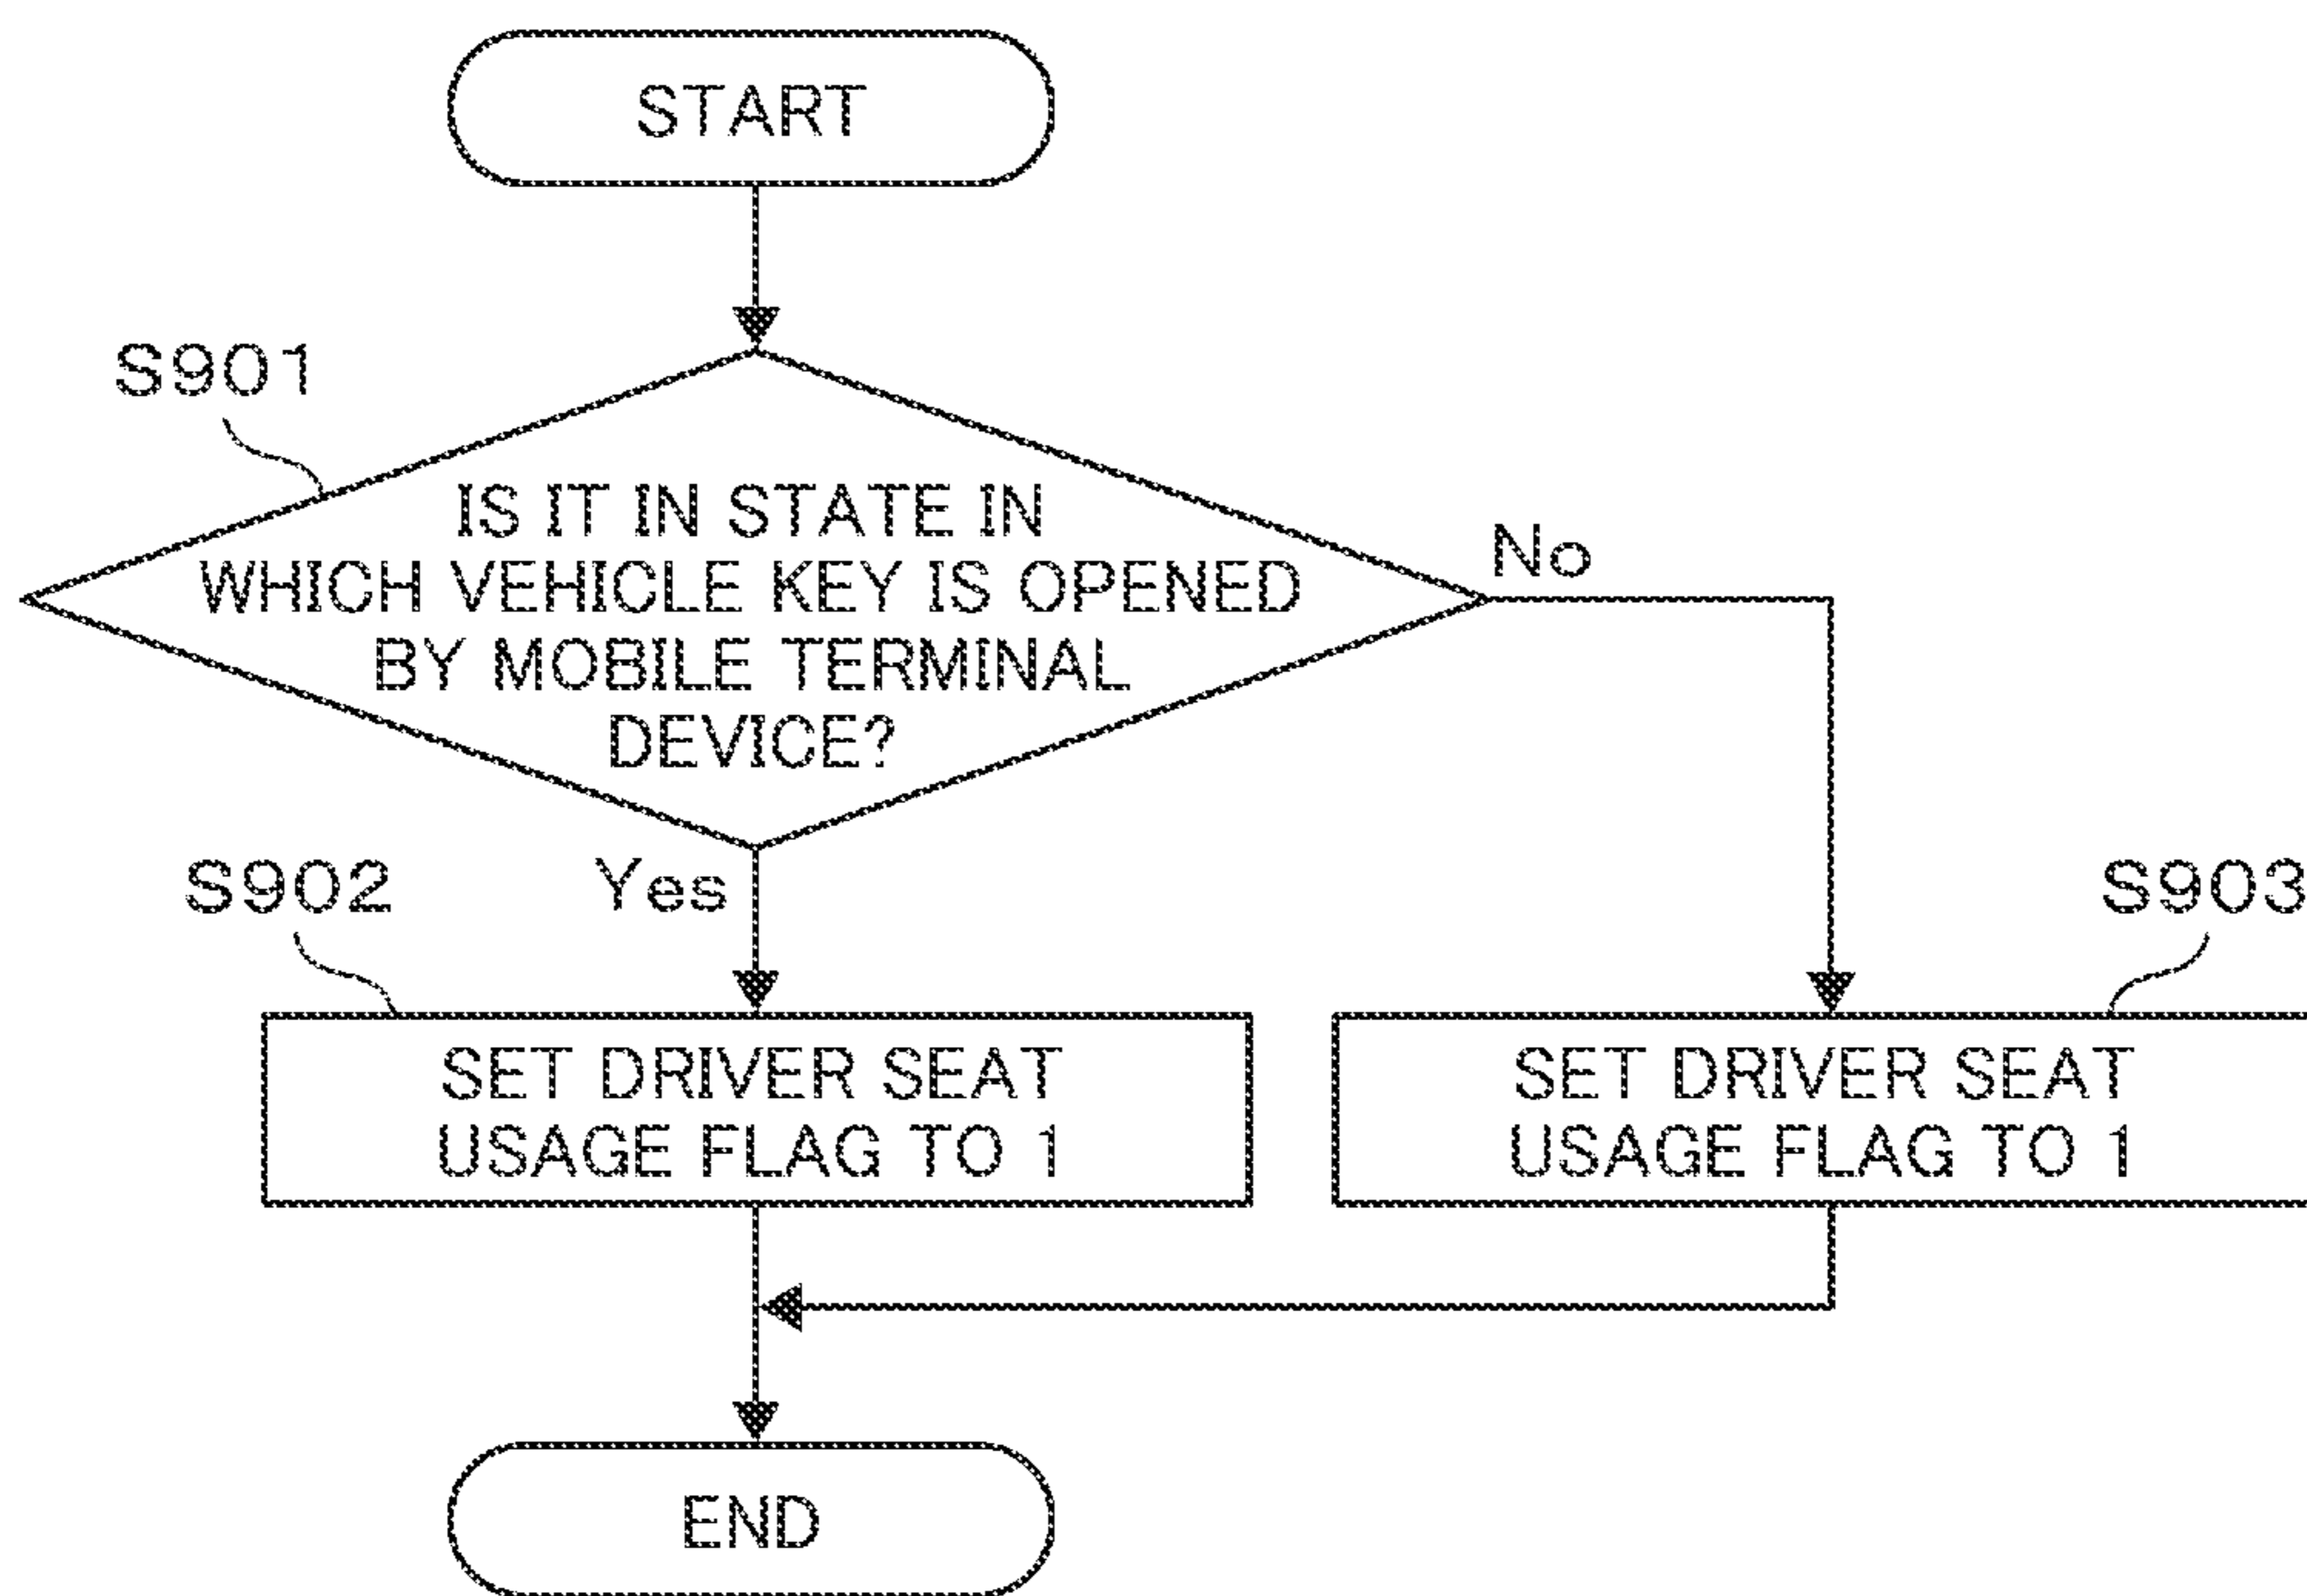 START
S901
IS IT IN STATE IN
WHICH VEHICLE KEY IS OPENED
BY MOBILE TERMINAL
DEVICE?
No
Yes
S902
S903
SET DRIVER SEAT
USAGE FLAG TO 1
SET DRIVER SEAT
USAGE FLAG TO 1
END